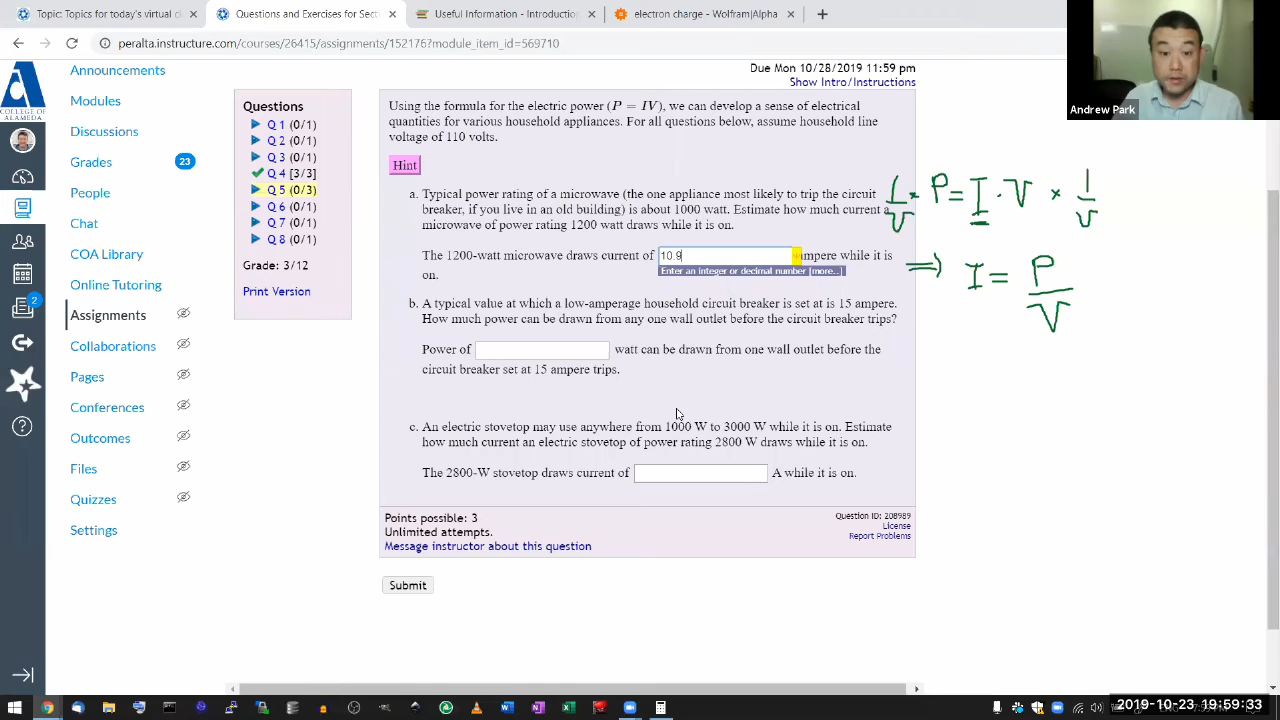 Topics for today's virtual cl
Questions and Exercises for Sect
Useful Information - Introduction
electron charge - Wolfram|Alpha
peralta.instructure.com/courses/26415/assignments/152176?module_item_id=569710
Andrew Park
COLLEGE OF
ALAMEDA
Announcements
Modules
Discussions
Grades
23
People
Chat
COA Library
Online Tutoring
2
Assignments
Collaborations
Pages
Conferences
Outcomes
Files
Quizzes
Settings
Questions
Q 1 (0/1)
Q 2 (0/1)
Q 3 (0/1)
Q 4 [3/3]
Q 5 (0/3)
Q 6 (0/1)
Q 7 (0/1)
Q 8 (0/1)
Grade: 3/12
Print Version
Due Mon 10/28/2019 11:59 pm
Show Intro/Instructions
Using the formula for the electric power (P = IV), we can develop a sense of electrical
quantities for various household appliances. For all questions below, assume household line
voltage of 110 volts.
Hint
a. Typical power rating of a microwave (the one appliance most likely to trip the circuit
breaker, if you live in an old building) is about 1000 watt. Estimate how much current a
microwave of power rating 1200 watt draws while it is on.
The 1200-watt microwave draws current of 10.9 ampere while it is
Enter an integer or decimal number [more..]
on.
b. A typical value at which a low-amperage household circuit breaker is set at is 15 ampere.
How much power can be drawn from any one wall outlet before the circuit breaker trips?
Power of watt can be drawn from one wall outlet before the
circuit breaker set at 15 ampere trips.
c. An electric stovetop may use anywhere from 1000 W to 3000 W while it is on. Estimate
how much current an electric stovetop of power rating 2800 W draws while it is on.
The 2800-W stovetop draws current of A while it is on.
Points possible: 3
Unlimited attempts.
Message instructor about this question
Question ID: 208989
License
Report Problems
Submit
1/V × P = I · V × 1/V
⇒ I = P/V
2019-10-23 19:59:33